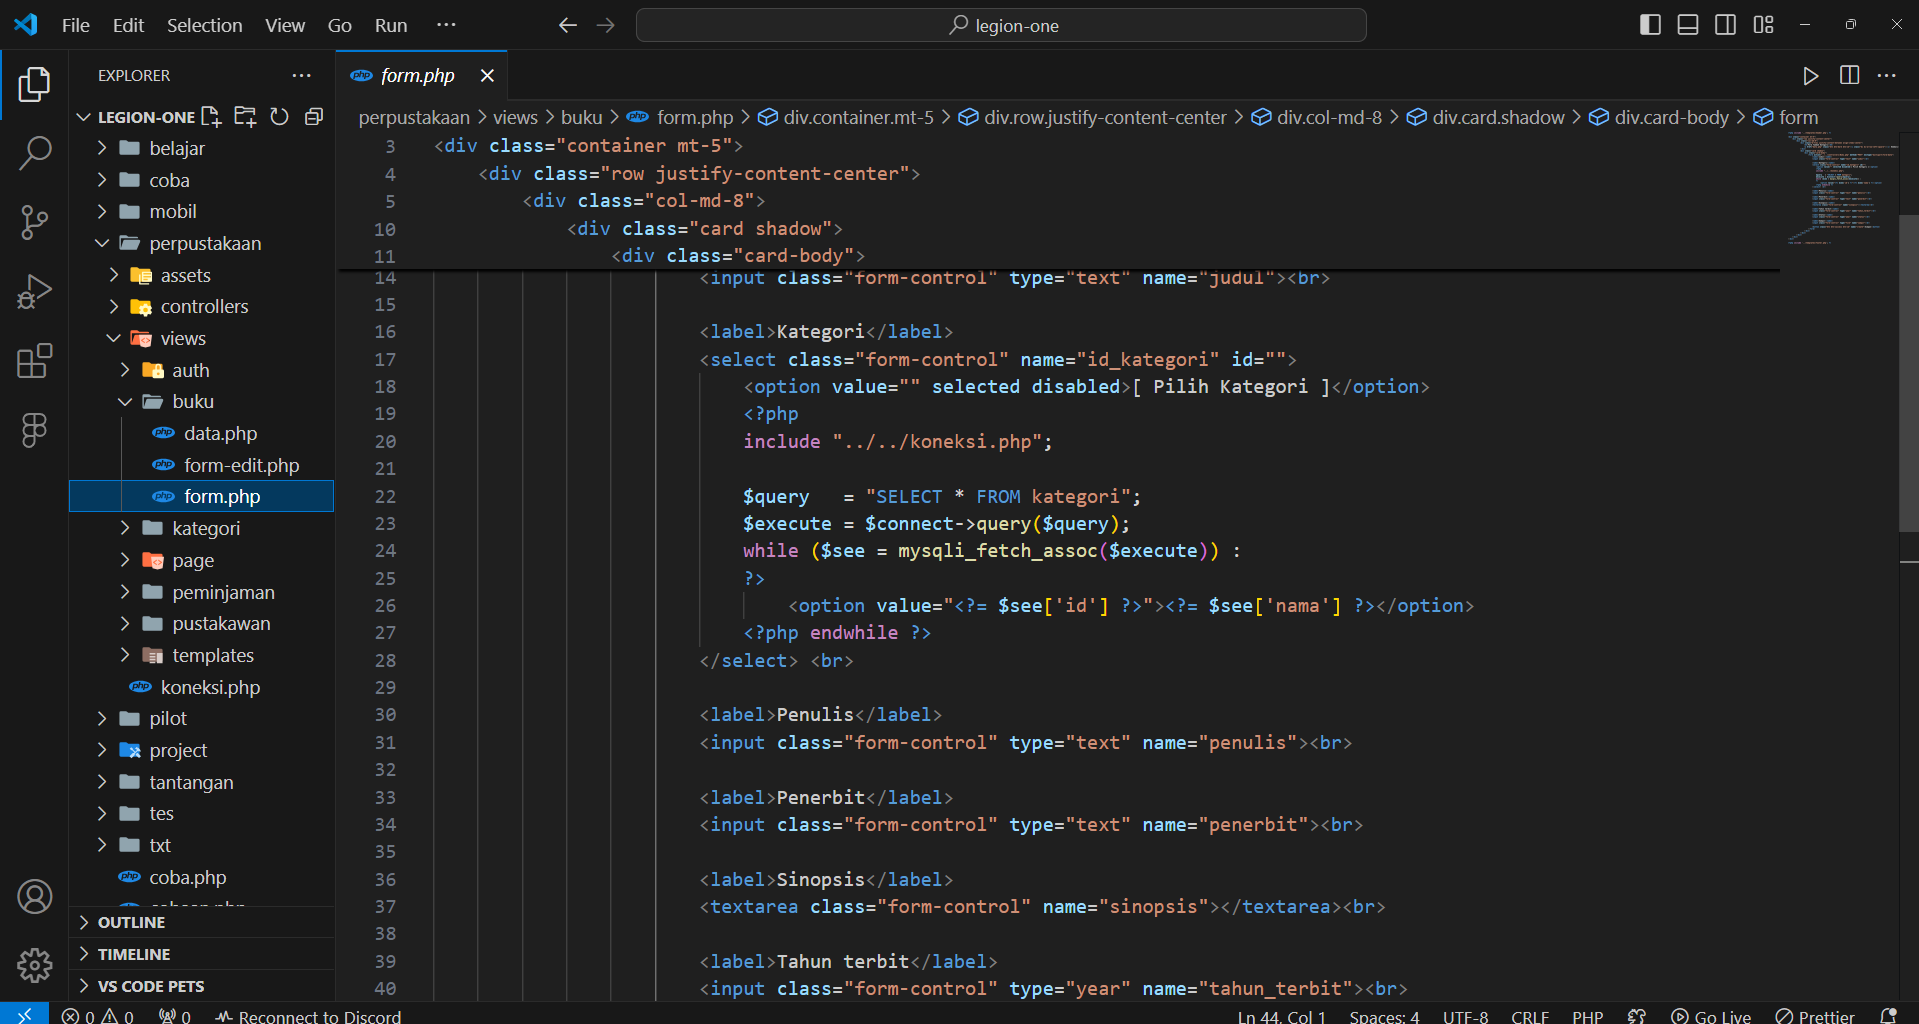 File Edit Selection View Go Run ···
legion-one
EXPLORER
LEGION-ONE
belajar
coba
mobil
perpustakaan
assets
controllers
views
auth
buku
data.php
form-edit.php
form.php
kategori
page
peminjaman
pustakawan
templates
koneksi.php
pilot
project
tantangan
tes
txt
coba.php
OUTLINE
TIMELINE
VS CODE PETS
php form.php
perpustakaan > views > buku > form.php > div.container.mt-5 > div.row.justify-content-center > div.col-md-8 > div.card.shadow > div.card-body > form
3 <div class="container mt-5">
4 <div class="row justify-content-center">
5 <div class="col-md-8">
10 <div class="card shadow">
11 <div class="card-body">
14 <input class="form-control" type="text" name="judul"><br>
15
16 <label>Kategori</label>
17 <select class="form-control" name="id_kategori" id="">
18 <option value="" selected disabled>[ Pilih Kategori ]</option>
19 <?php
20 include "../../koneksi.php";
21
22 $query   = "SELECT * FROM kategori";
23 $execute = $connect->query($query);
24 while ($see = mysqli_fetch_assoc($execute)) :
25 ?>
26 <option value="<?= $see['id'] ?>"><?= $see['nama'] ?></option>
27 <?php endwhile ?>
28 </select> <br>
29
30 <label>Penulis</label>
31 <input class="form-control" type="text" name="penulis"><br>
32
33 <label>Penerbit</label>
34 <input class="form-control" type="text" name="penerbit"><br>
35
36 <label>Sinopsis</label>
37 <textarea class="form-control" name="sinopsis"></textarea><br>
38
39 <label>Tahun terbit</label>
40 <input class="form-control" type="year" name="tahun_terbit"><br>
0 0 0 Reconnect to Discord Ln 44, Col 1 Spaces: 4 UTF-8 CRLF PHP Go Live Prettier